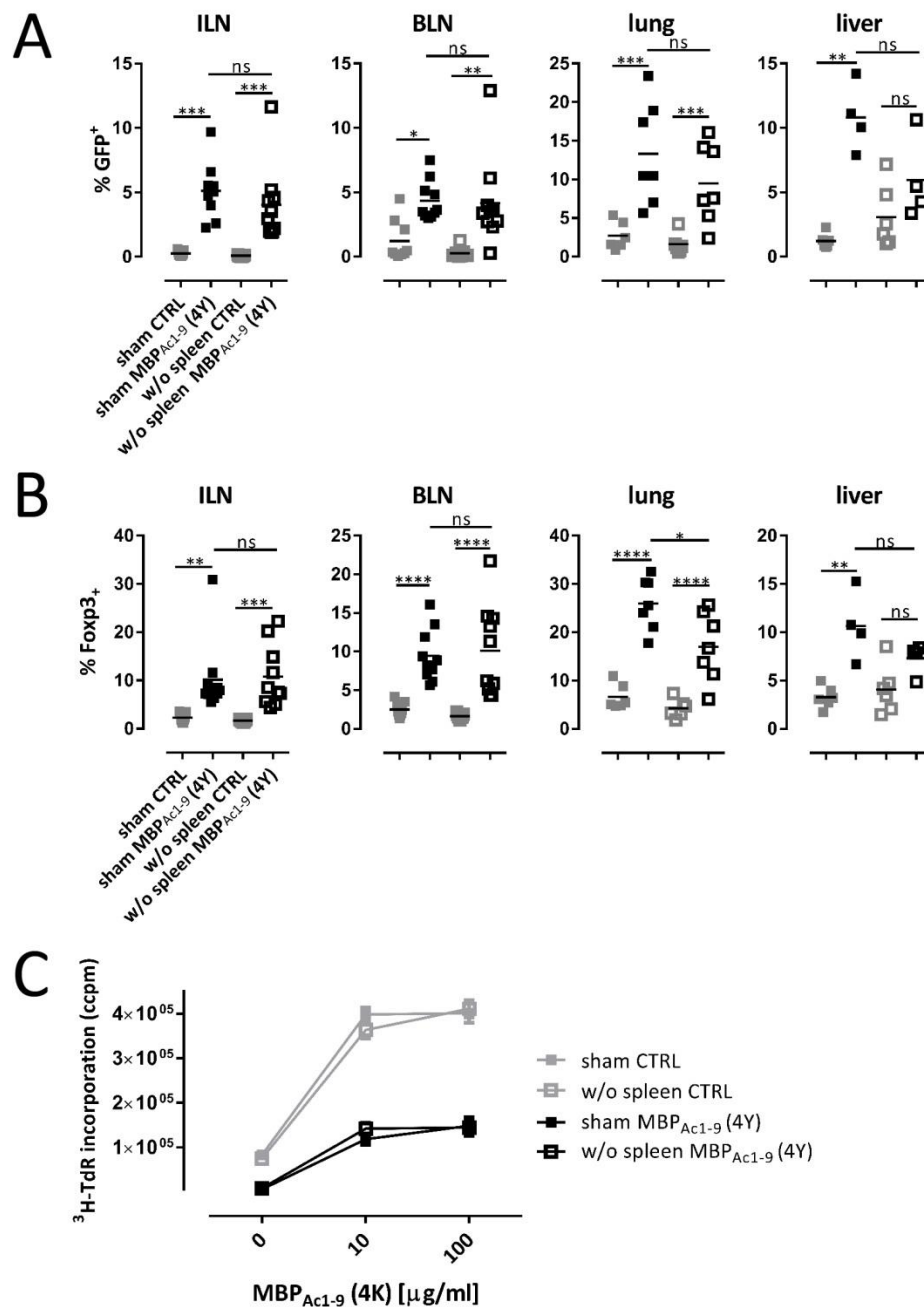 A
ILN BLN lung liver
% GFP+
15 10 5 0
*** *** ns
15 10 5 0
* ** ns
25 20 15 10 5 0
*** *** ns
15 10 5 0
** ns ns
sham CTRL
sham MBPAc1-9 (4Y)
w/o spleen CTRL
w/o spleen MBPAc1-9 (4Y)
B
ILN BLN lung liver
% Foxp3+
40 30 20 10 0
** *** ns
25 20 15 10 5 0
**** **** ns
40 30 20 10 0
**** **** *
20 15 10 5 0
** ns ns
sham CTRL
sham MBPAc1-9 (4Y)
w/o spleen CTRL
w/o spleen MBPAc1-9 (4Y)
C
3H-TdR incorporation (ccpm)
4×10 05
3×10 05
2×10 05
1×10 05
0 10 100
MBPAc1-9 (4K) [μg/ml]
sham CTRL
w/o spleen CTRL
sham MBPAc1-9 (4Y)
w/o spleen MBPAc1-9 (4Y)